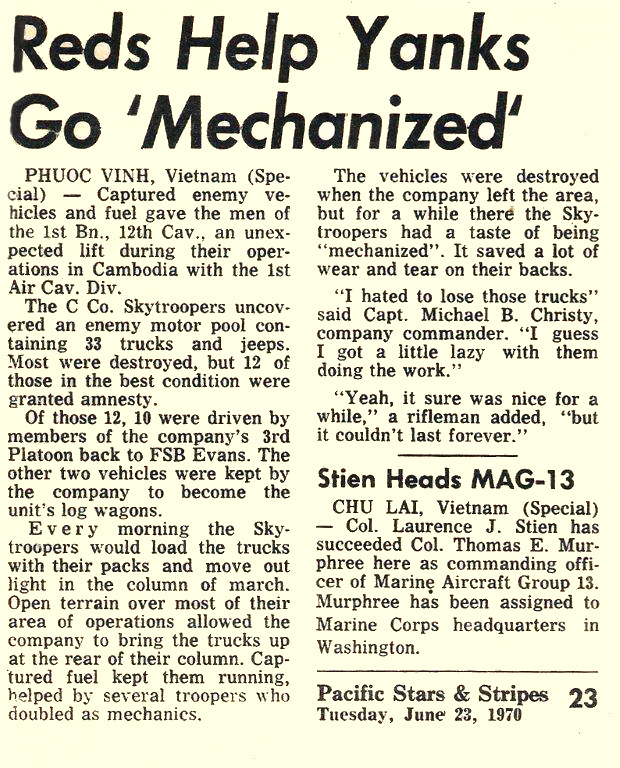 Reds Help Yanks
Go 'Mechanized'
PHUOC VINH, Vietnam (Spe-
cial) — Captured enemy ve-
hicles and fuel gave the men of
the 1st Bn., 12th Cav., an unex-
pected lift during their oper-
ations in Cambodia with the 1st
Air Cav. Div.
The C Co. Skytroopers uncov-
ered an enemy motor pool con-
taining 33 trucks and jeeps.
Most were destroyed, but 12 of
those in the best condition were
granted amnesty.
Of those 12, 10 were driven by
members of the company's 3rd
Platoon back to FSB Evans. The
other two vehicles were kept by
the company to become the
unit's log wagons.
Every morning the Sky-
troopers would load the trucks
with their packs and move out
light in the column of march.
Open terrain over most of their
area of operations allowed the
company to bring the trucks up
at the rear of their column. Cap-
tured fuel kept them running,
helped by several troopers who
doubled as mechanics.
The vehicles were destroyed
when the company left the area,
but for a while there the Sky-
troopers had a taste of being
"mechanized". It saved a lot of
wear and tear on their backs.
"I hated to lose those trucks"
said Capt. Michael B. Christy,
company commander. "I guess
I got a little lazy with them
doing the work."
"Yeah, it sure was nice for a
while," a rifleman added, "but
it couldn't last forever."
Stien Heads MAG-13
CHU LAI, Vietnam (Special)
— Col. Laurence J. Stien has
succeeded Col. Thomas E. Mur-
phree here as commanding offi-
cer of Marine Aircraft Group 13.
Murphree has been assigned to
Marine Corps headquarters in
Washington.
Pacific Stars & Stripes 23
Tuesday, June 23, 1970